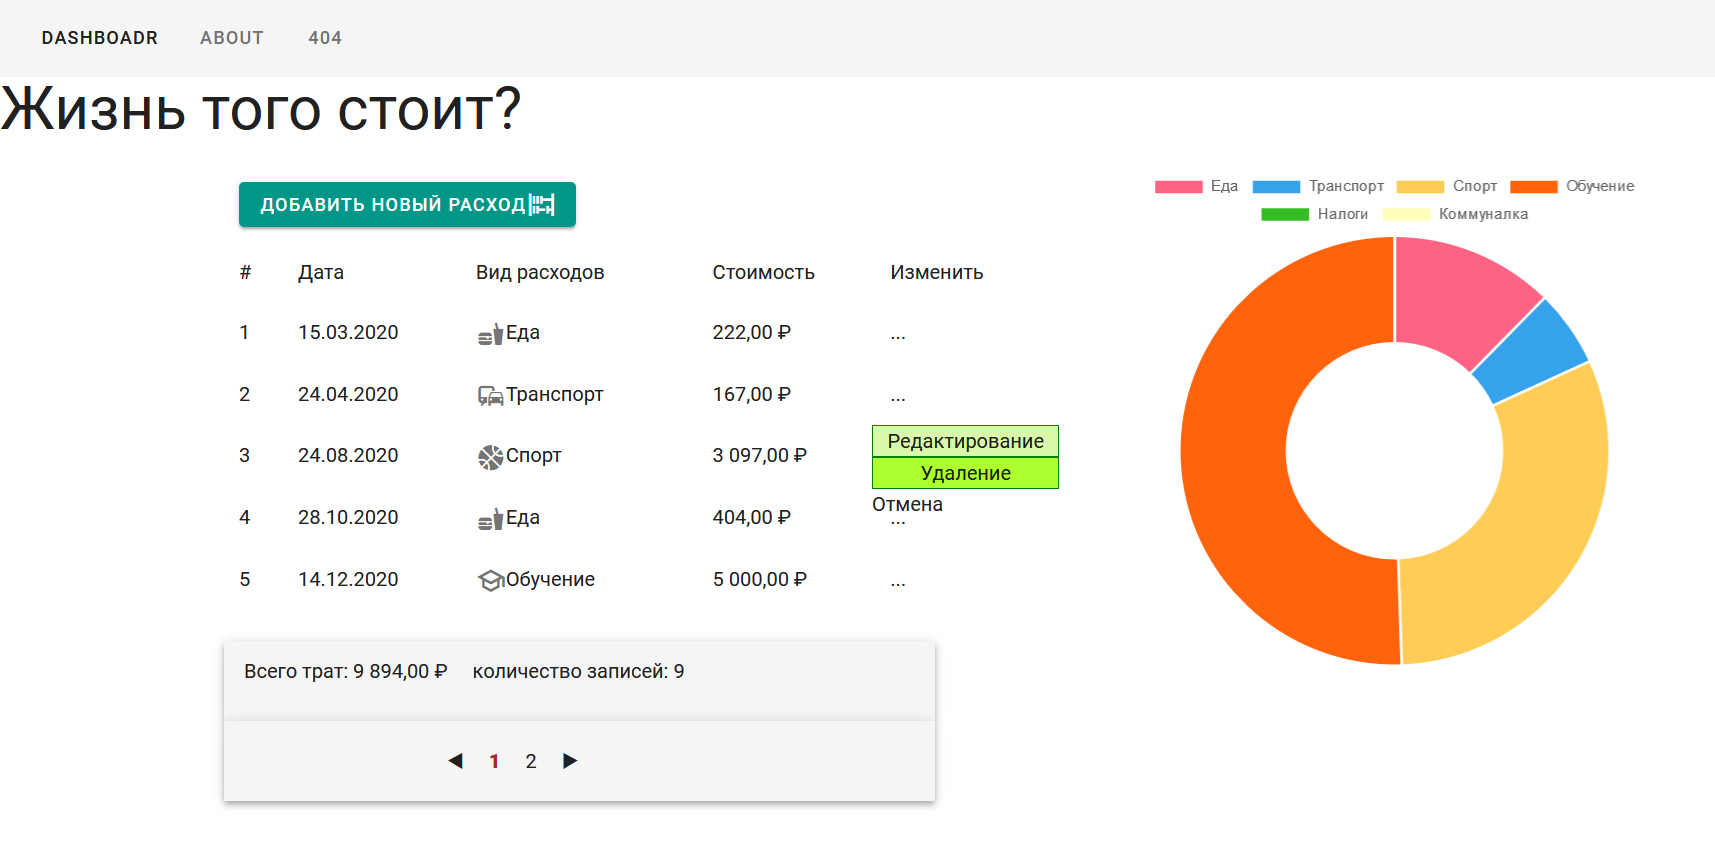 DASHBOADR ABOUT 404
Жизнь того стоит?
ДОБАВИТЬ НОВЫЙ РАСХОД
# Дата Вид расходов Стоимость Изменить
1 15.03.2020 Еда 222,00 ₽ ...
2 24.04.2020 Транспорт 167,00 ₽ ...
3 24.08.2020 Спорт 3 097,00 ₽
Редактирование
Удаление
Отмена
4 28.10.2020 Еда 404,00 ₽ ...
5 14.12.2020 Обучение 5 000,00 ₽ ...
Всего трат: 9 894,00 ₽ количество записей: 9
◀ 1 2 ▶
Еда Транспорт Спорт Обучение
Налоги Коммуналка